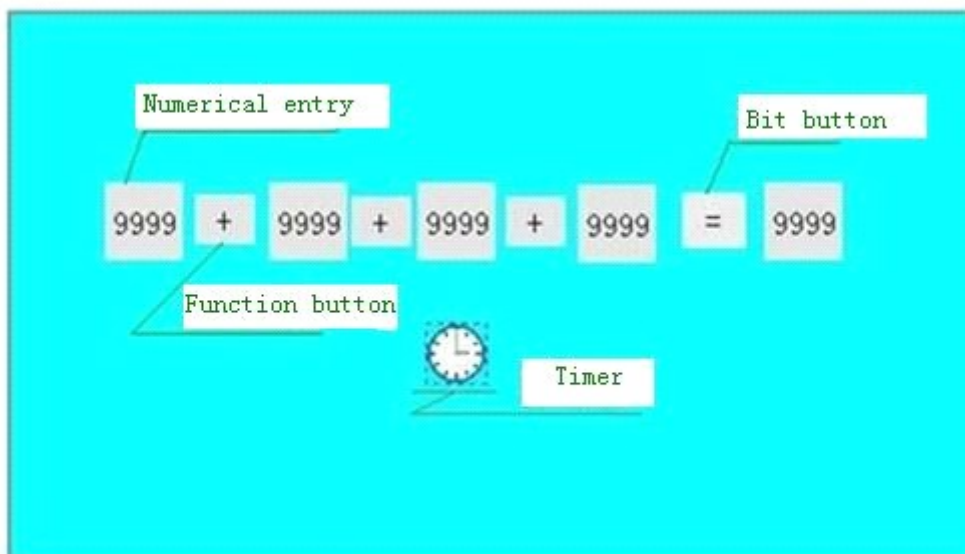 Numerical entry
Bit button
9999 + 9999 + 9999 + 9999 = 9999
Function button
Timer